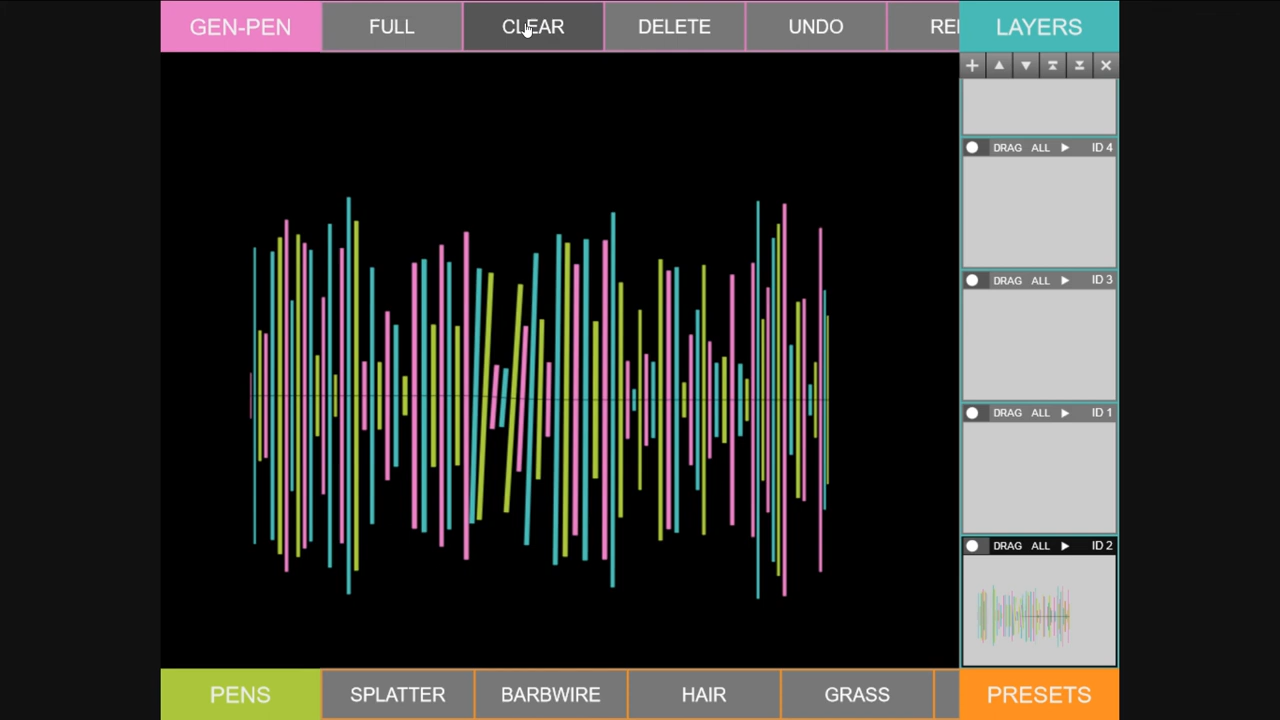 GEN-PEN FULL CLEAR DELETE UNDO RE LAYERS
DRAG ALL ID 4
DRAG ALL ID 3
DRAG ALL ID 1
DRAG ALL ID 2
PENS SPLATTER BARBWIRE HAIR GRASS PRESETS